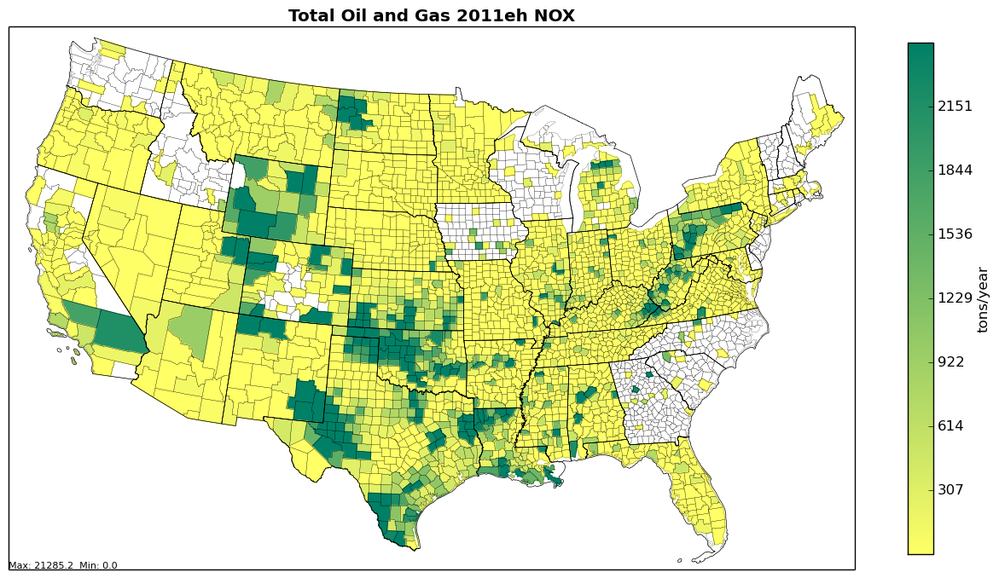 Total Oil and Gas 2011eh NOX
2151
1844
1536
1229
922
614
307
tons/year
Max: 21285.2 Min: 0.0